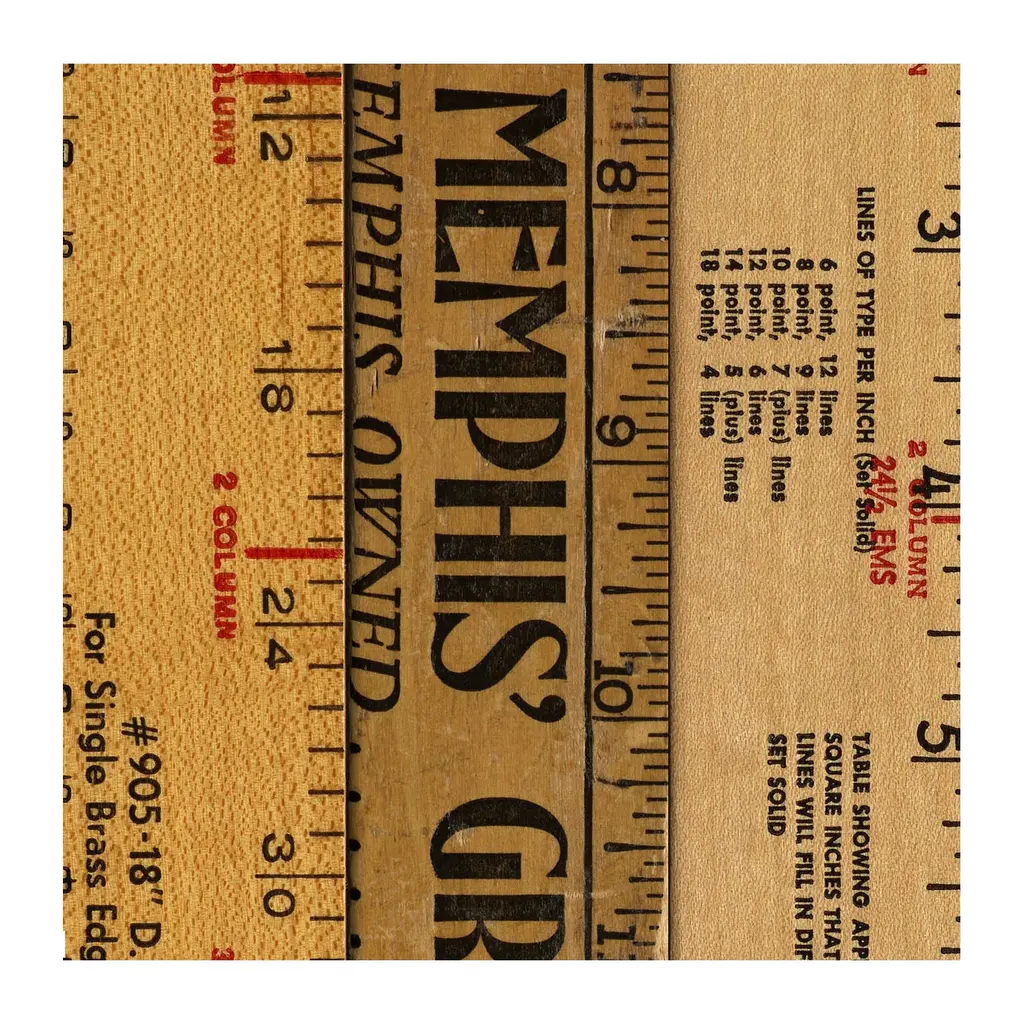 OLUMN
12
18
2 COLUMN
24
30
#905-18" D.
For Single Brass Edg
MEMPHIS' GR
EMPHIS OWNED
8
9
10
1
3
4
5
2 COLUMN
24½ EMS
LINES OF TYPE PER INCH (Set Solid)
6 point, 12 lines
8 point, 9 lines
10 point, 7 (plus) lines
12 point, 6 lines
14 point, 5 (plus) lines
18 point, 4 lines
TABLE SHOWING APP
SQUARE INCHES THAT
LINES WILL FILL IN DIF
SET SOLID